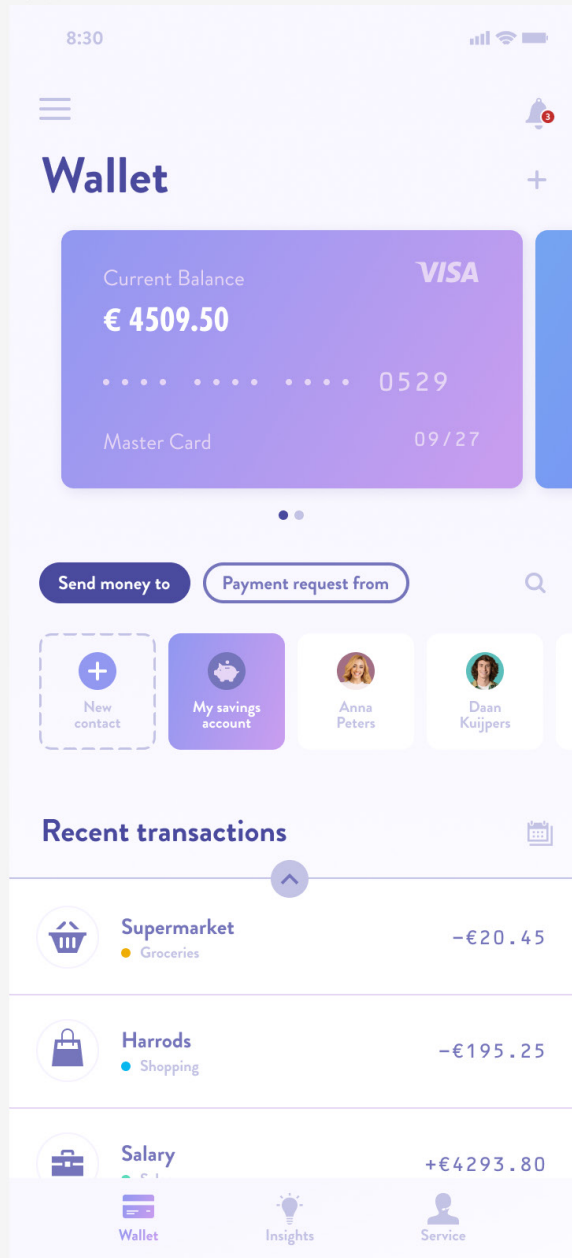 8:30
3
Wallet
Current Balance
VISA
€ 4509.50
0529
Master Card
09/27
Send money to
Payment request from
New
contact
My savings
account
Anna
Peters
Daan
Kuijpers
Recent transactions
Supermarket
Groceries
-€20.45
Harrods
Shopping
-€195.25
Salary
+€4293.80
Wallet
Insights
Service